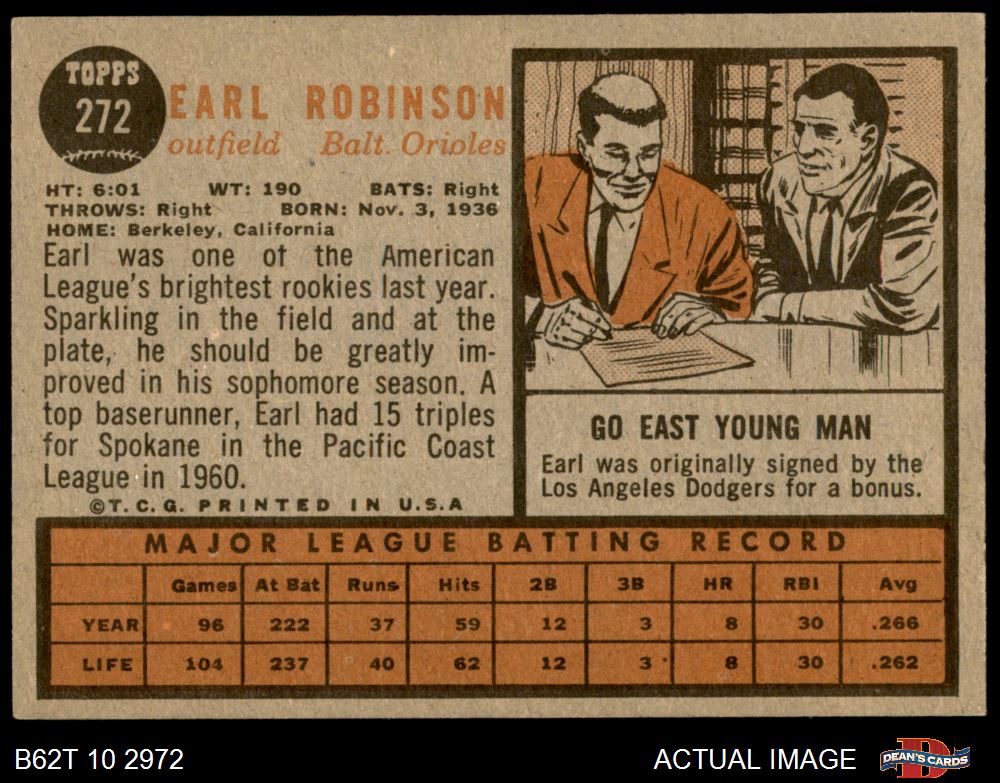 TOPPS
272
EARL ROBINSON
outfield Balt. Orioles
HT: 6:01 WT: 190 BATS: Right
THROWS: Right BORN: Nov. 3, 1936
HOME: Berkeley, California
Earl was one of the American
League's brightest rookies last year.
Sparkling in the field and at the
plate, he should be greatly im-
proved in his sophomore season. A
top baserunner, Earl had 15 triples
for Spokane in the Pacific Coast
League in 1960.
©T. C. G. PRINTED IN U.S.A
GO EAST YOUNG MAN
Earl was originally signed by the
Los Angeles Dodgers for a bonus.
MAJOR LEAGUE BATTING RECORD
Games At Bat Runs Hits 2B 3B HR RBI Avg
YEAR 96 222 37 59 12 3 8 30 .266
LIFE 104 237 40 62 12 3 8 30 .262
B62T 10 2972 ACTUAL IMAGE
DEAN'S CARDS